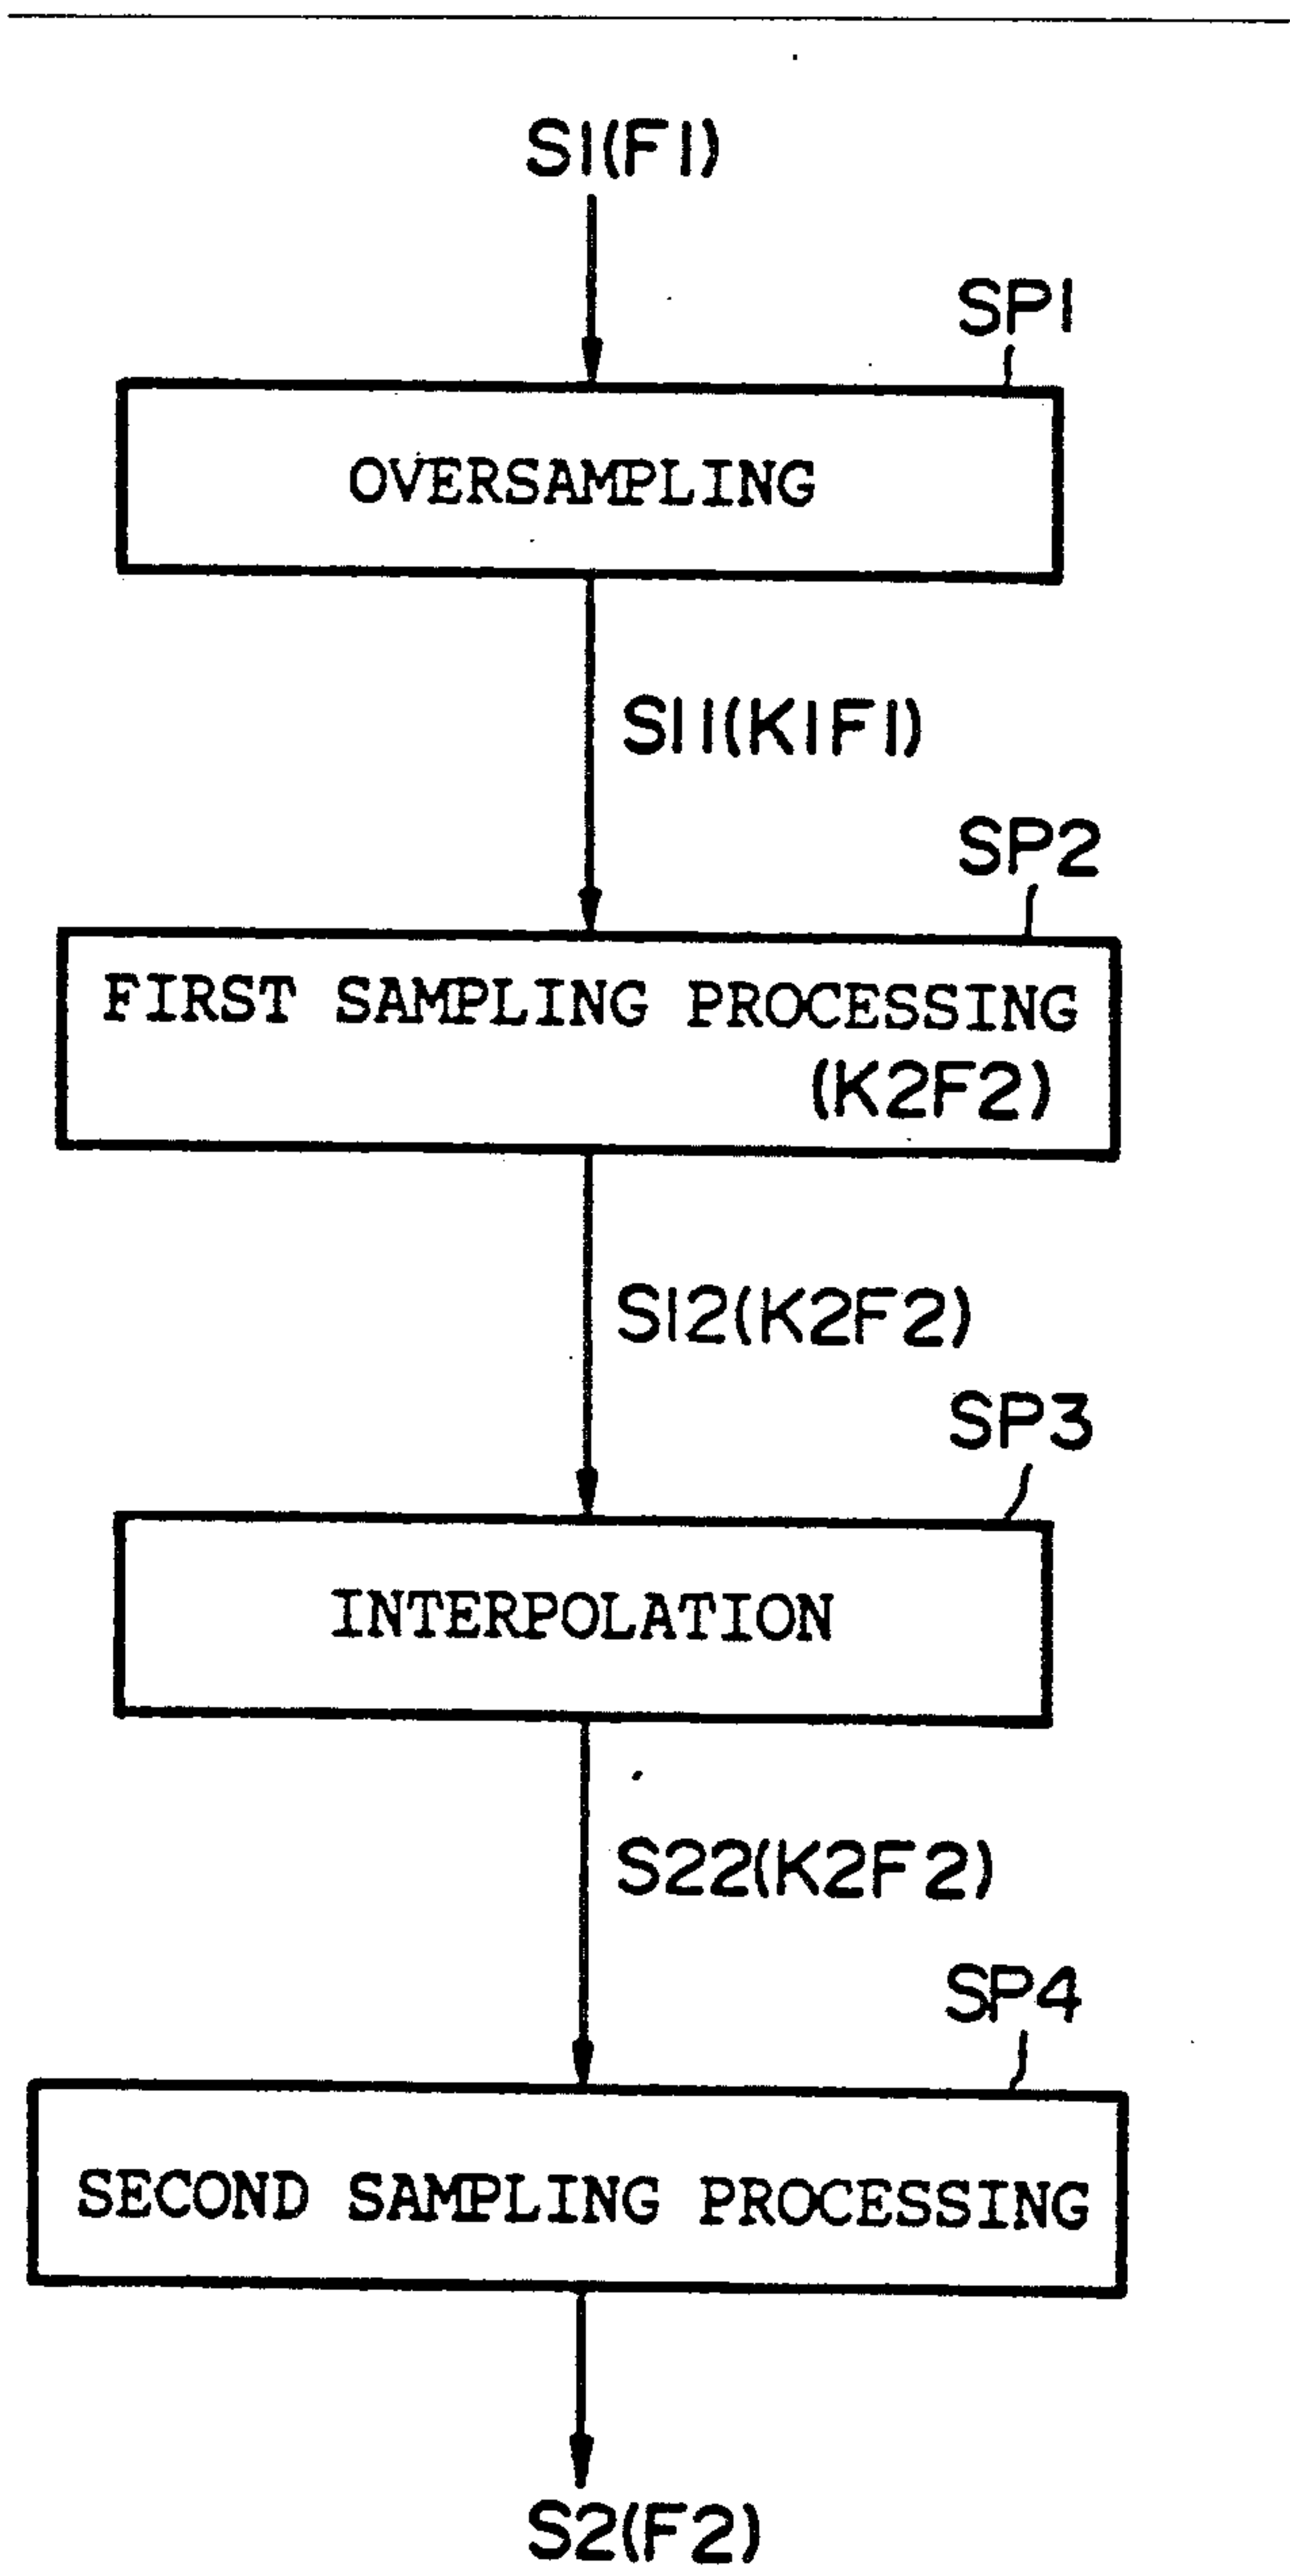 S1(F1)
SP1
OVERSAMPLING
S11(K1F1)
SP2
FIRST SAMPLING PROCESSING
(K2F2)
S12(K2F2)
SP3
INTERPOLATION
S22(K2F2)
SP4
SECOND SAMPLING PROCESSING
S2(F2)